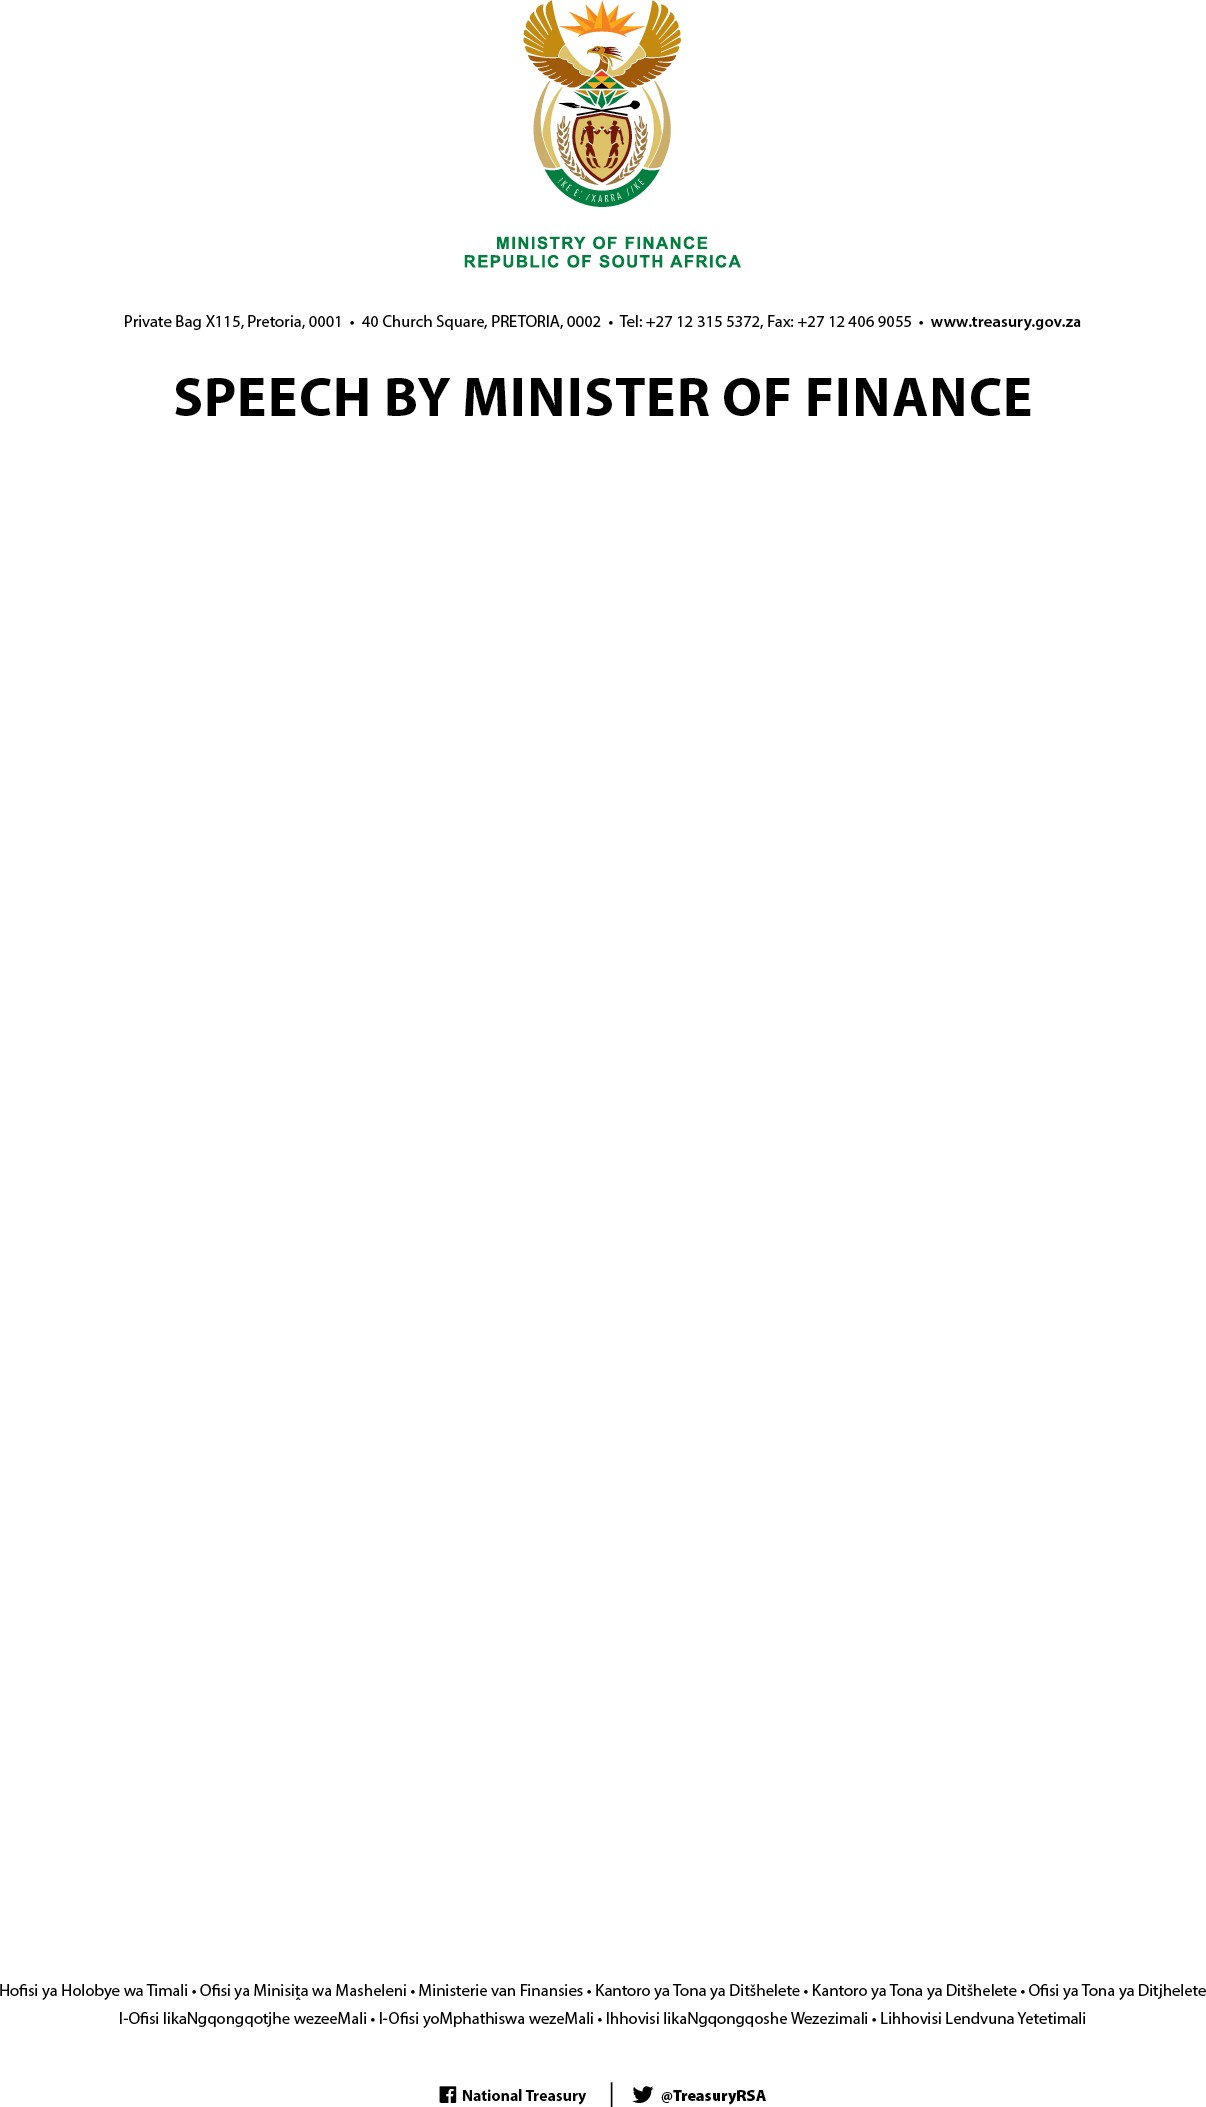 !KE E: /XARRA //KE
MINISTRY OF FINANCE
REPUBLIC OF SOUTH AFRICA
Private Bag X115, Pretoria, 0001 • 40 Church Square, PRETORIA, 0002 • Tel: +27 12 315 5372, Fax: +27 12 406 9055 • www.treasury.gov.za
SPEECH BY MINISTER OF FINANCE
Hofisi ya Holobye wa Timali • Ofisi ya Minisiṱa wa Masheleni • Ministerie van Finansies • Kantoro ya Tona ya Ditšhelete • Kantoro ya Tona ya Ditšhelete • Ofisi ya Tona ya Ditjhelete
I-Ofisi likaNgqongqotjhe wezeeMali • I-Ofisi yoMphathiswa wezeMali • Ihhovisi likaNgqongqoshe Wezezimali • Lihhovisi Lendvuna Yetetimali
National Treasury | @TreasuryRSA